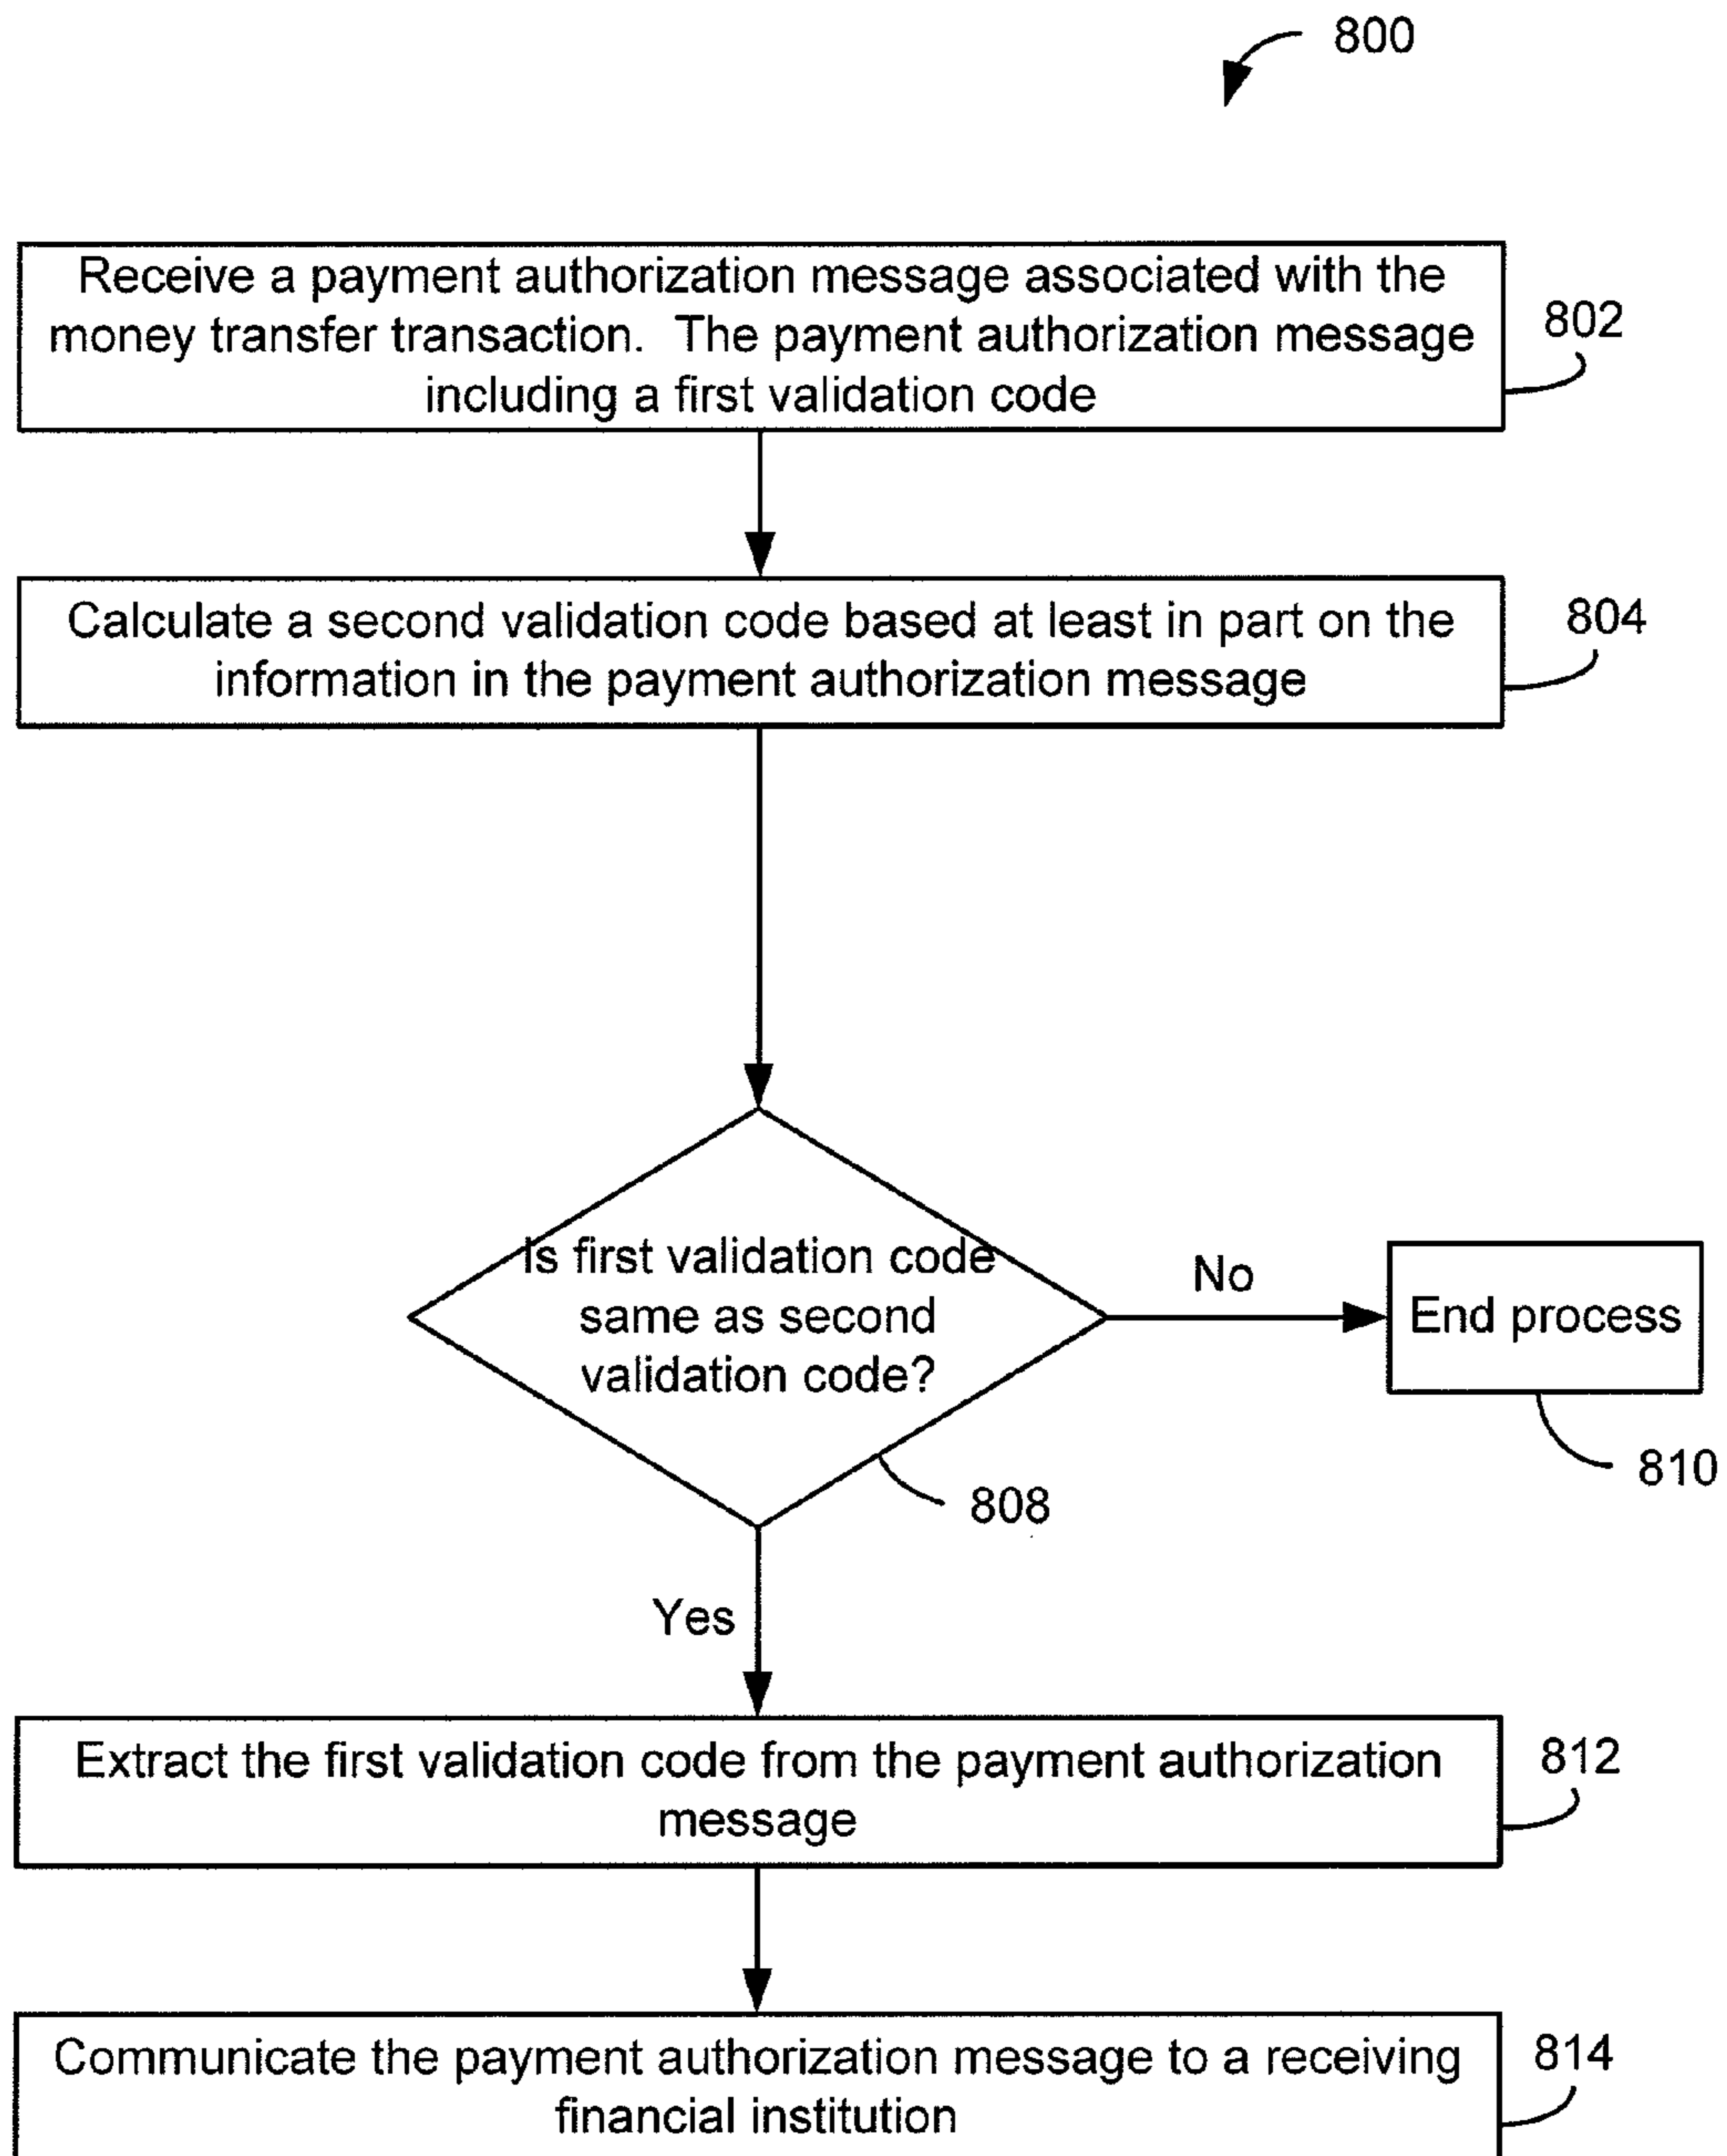 800
Receive a payment authorization message associated with the
money transfer transaction.  The payment authorization message
including a first validation code
802
Calculate a second validation code based at least in part on the
information in the payment authorization message
804
Is first validation code
same as second
validation code?
808
No
End process
810
Yes
Extract the first validation code from the payment authorization
message
812
Communicate the payment authorization message to a receiving
financial institution
814